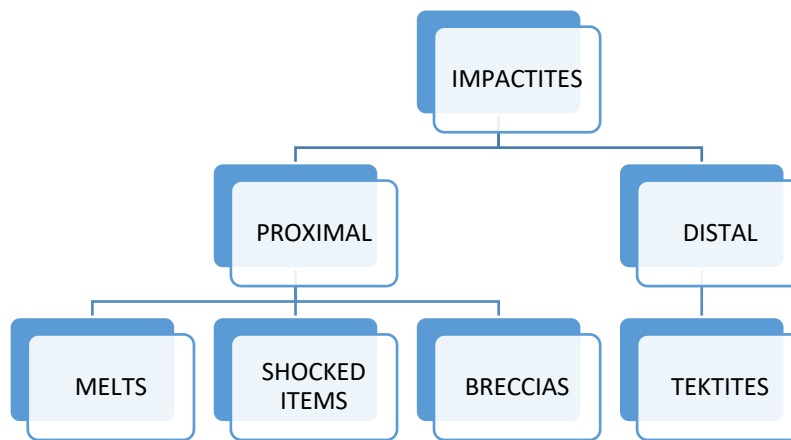 IMPACTITES
PROXIMAL
DISTAL
MELTS
SHOCKED
ITEMS
BRECCIAS
TEKTITES